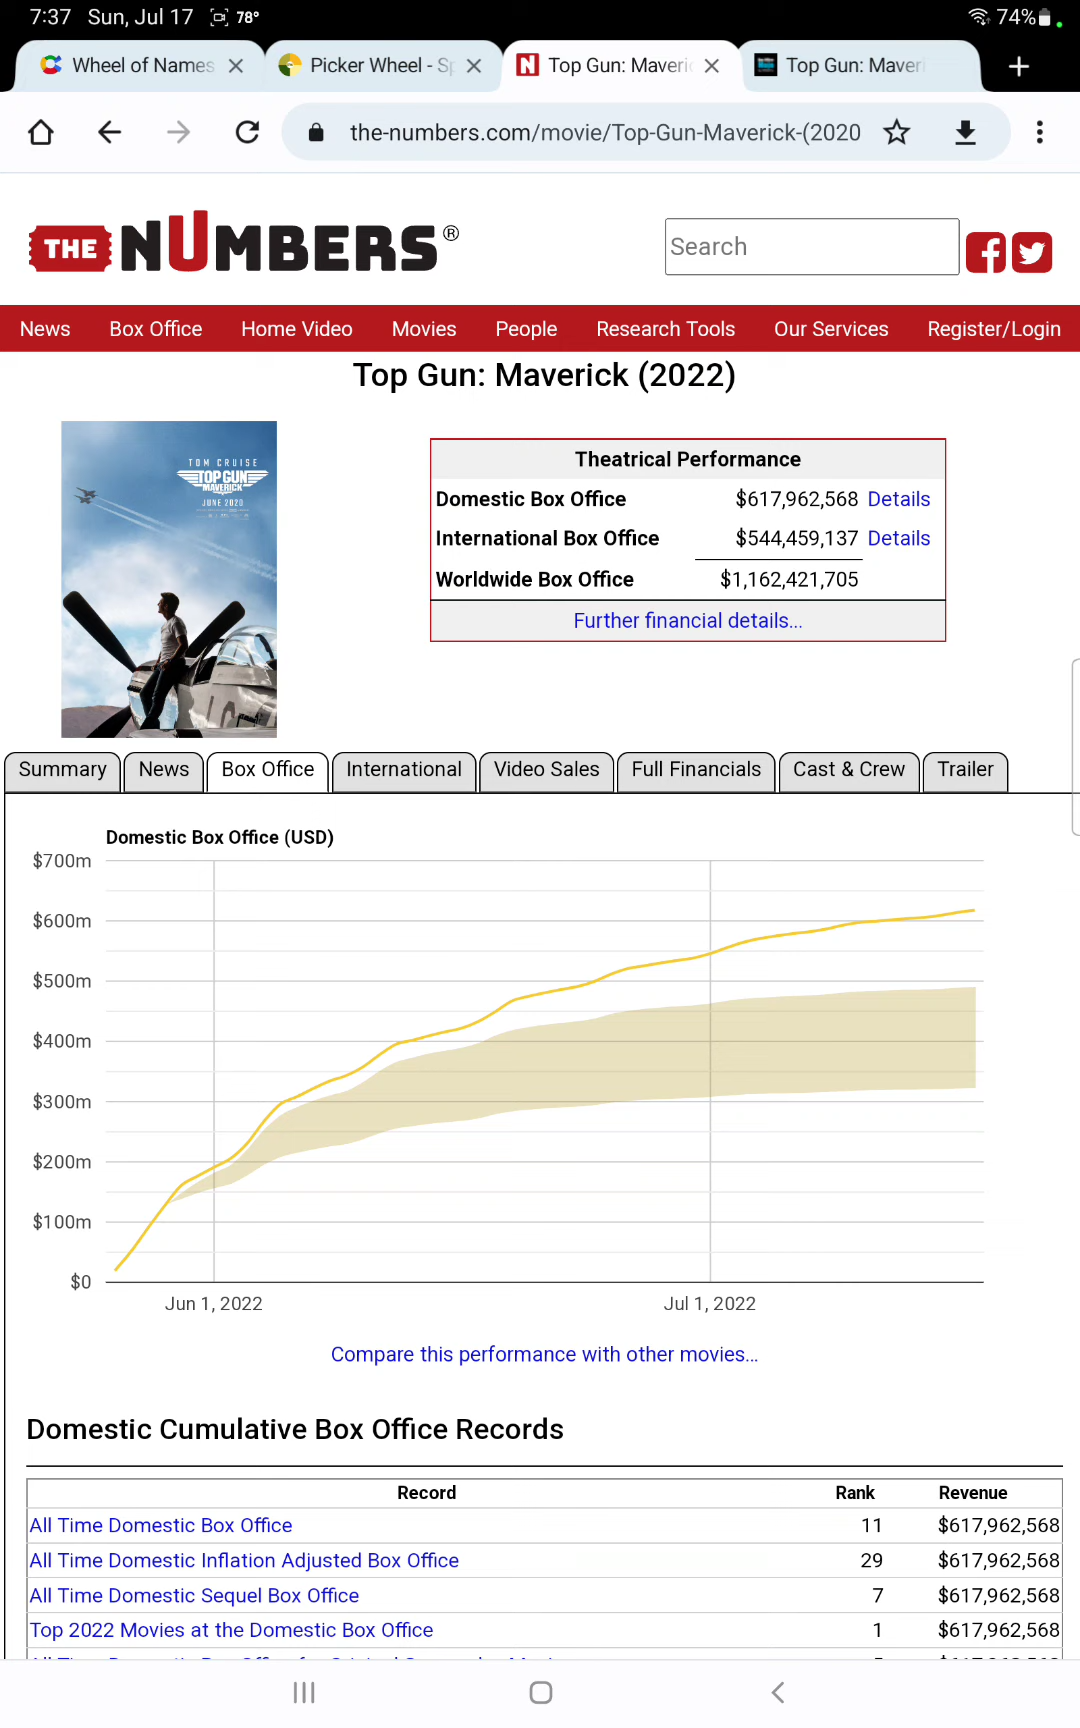 7:37 Sun, Jul 17 78°
74%
Wheel of Names
Picker Wheel - Sp
Top Gun: Maveric
Top Gun: Maveri
the-numbers.com/movie/Top-Gun-Maverick-(2020
THE NUMBERS®
Search
News Box Office Home Video Movies People Research Tools Our Services Register/Login
Top Gun: Maverick (2022)
TOM CRUISE
TOP GUN
MAVERICK
JUNE 2020
Theatrical Performance
Domestic Box Office $617,962,568 Details
International Box Office $544,459,137 Details
Worldwide Box Office $1,162,421,705
Further financial details...
Summary News Box Office International Video Sales Full Financials Cast & Crew Trailer
Domestic Box Office (USD)
$700m
$600m
$500m
$400m
$300m
$200m
$100m
$0
Jun 1, 2022 Jul 1, 2022
Compare this performance with other movies...
Domestic Cumulative Box Office Records
Record Rank Revenue
All Time Domestic Box Office 11 $617,962,568
All Time Domestic Inflation Adjusted Box Office 29 $617,962,568
All Time Domestic Sequel Box Office 7 $617,962,568
Top 2022 Movies at the Domestic Box Office 1 $617,962,568